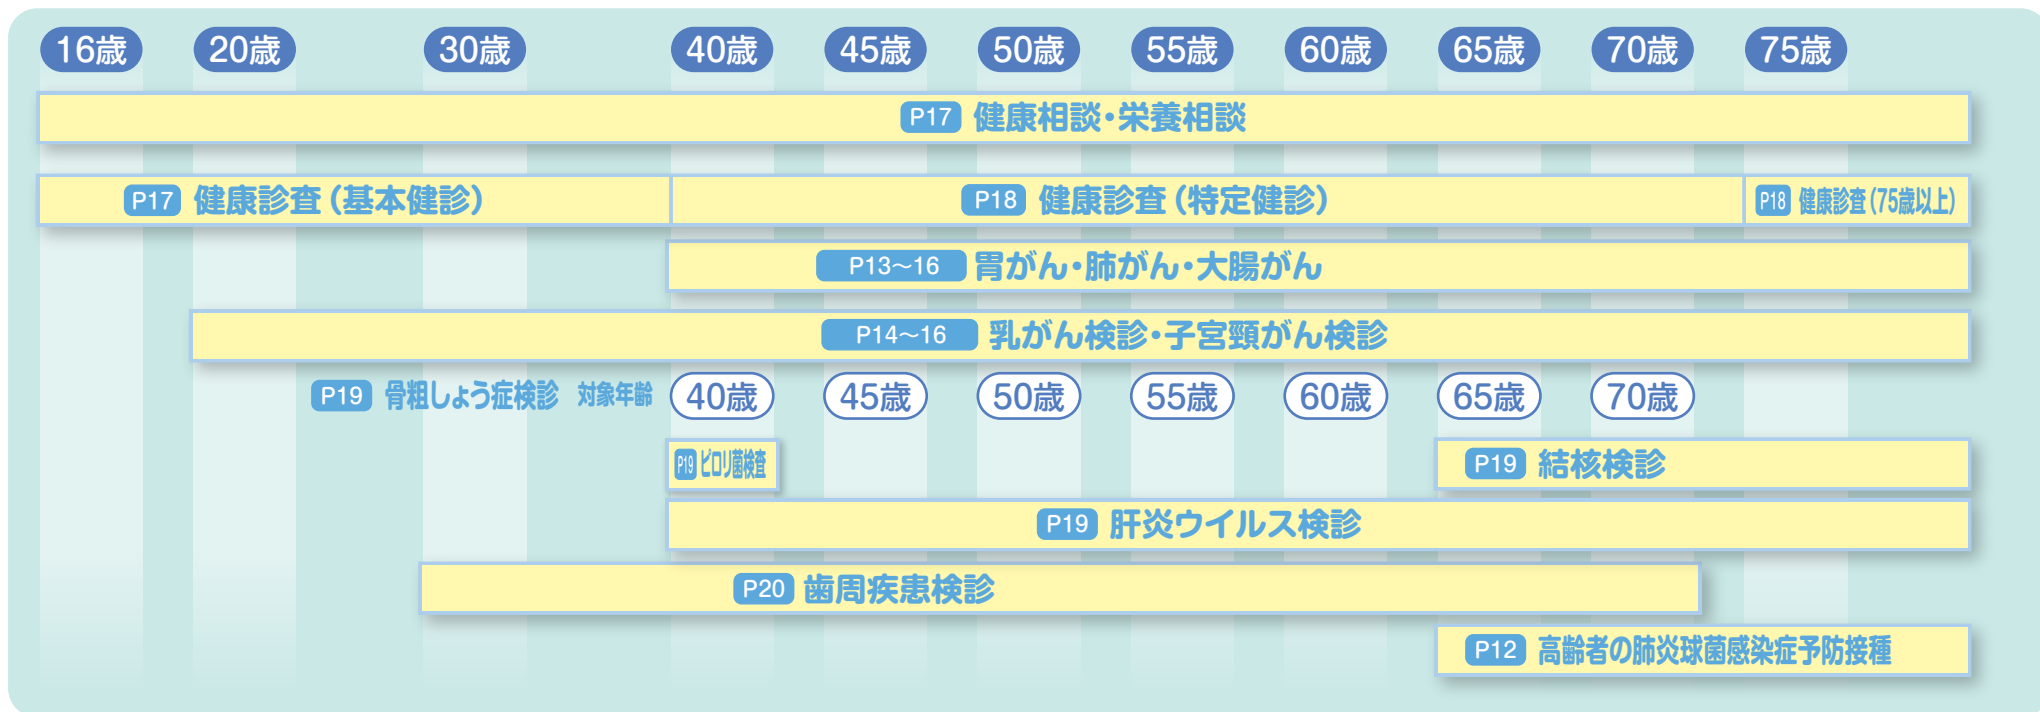 16歳 20歳 30歳 40歳 45歳 50歳 55歳 60歳 65歳 70歳 75歳
P17 健康相談・栄養相談
P17 健康診査（基本健診） P18 健康診査（特定健診） P18 健康診査（75歳以上）
P13〜16 胃がん・肺がん・大腸がん
P14〜16 乳がん検診・子宮頸がん検診
P19 骨粗しょう症検診 対象年齢 40歳 45歳 50歳 55歳 60歳 65歳 70歳
P19 ピロリ菌検査 P19 結核検診
P19 肝炎ウイルス検診
P20 歯周疾患検診
P12 高齢者の肺炎球菌感染症予防接種